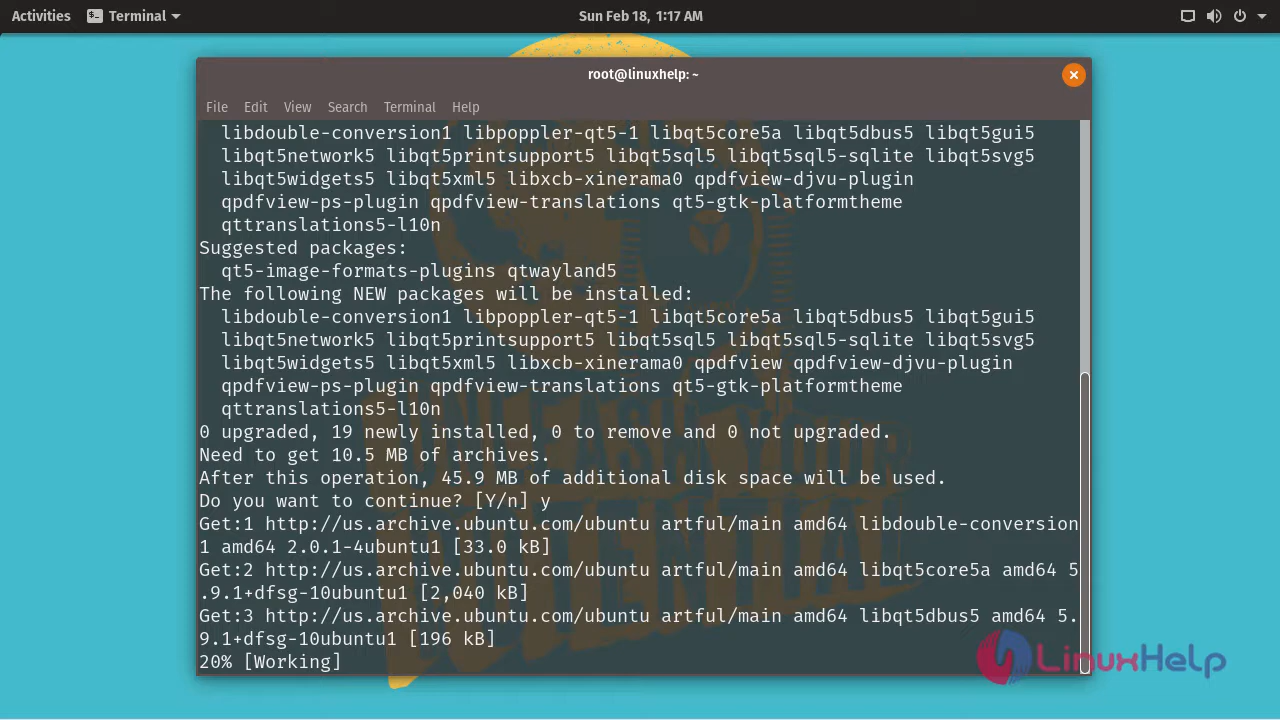 Activities Terminal Sun Feb 18, 1:17 AM
root@linuxhelp: ~
File Edit View Search Terminal Help
libdouble-conversion1 libpoppler-qt5-1 libqt5core5a libqt5dbus5 libqt5gui5
libqt5network5 libqt5printsupport5 libqt5sql5 libqt5sql5-sqlite libqt5svg5
libqt5widgets5 libqt5xml5 libxcb-xinerama0 qpdfview-djvu-plugin
qpdfview-ps-plugin qpdfview-translations qt5-gtk-platformtheme
qttranslations5-l10n
Suggested packages:
qt5-image-formats-plugins qtwayland5
The following NEW packages will be installed:
libdouble-conversion1 libpoppler-qt5-1 libqt5core5a libqt5dbus5 libqt5gui5
libqt5network5 libqt5printsupport5 libqt5sql5 libqt5sql5-sqlite libqt5svg5
libqt5widgets5 libqt5xml5 libxcb-xinerama0 qpdfview qpdfview-djvu-plugin
qpdfview-ps-plugin qpdfview-translations qt5-gtk-platformtheme
qttranslations5-l10n
0 upgraded, 19 newly installed, 0 to remove and 0 not upgraded.
Need to get 10.5 MB of archives.
After this operation, 45.9 MB of additional disk space will be used.
Do you want to continue? [Y/n] y
Get:1 http://us.archive.ubuntu.com/ubuntu artful/main amd64 libdouble-conversion
1 amd64 2.0.1-4ubuntu1 [33.0 kB]
Get:2 http://us.archive.ubuntu.com/ubuntu artful/main amd64 libqt5core5a amd64 5
.9.1+dfsg-10ubuntu1 [2,040 kB]
Get:3 http://us.archive.ubuntu.com/ubuntu artful/main amd64 libqt5dbus5 amd64 5.
9.1+dfsg-10ubuntu1 [196 kB]
20% [Working]
UNLEASH YOUR
POTENTIAL
LinuxHelp